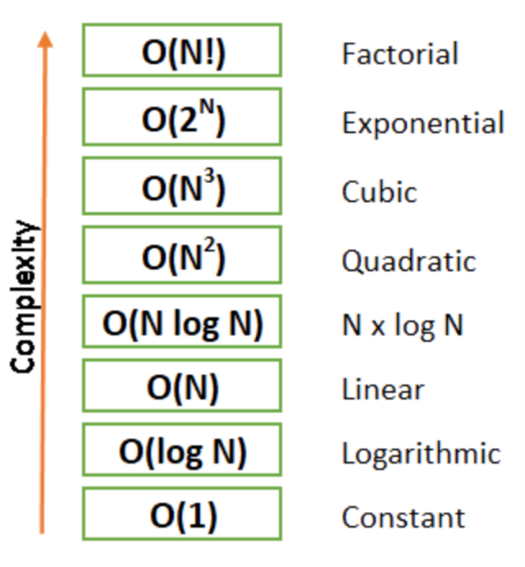 O(N!) Factorial
O(2^N) Exponential
O(N^3) Cubic
O(N^2) Quadratic
O(N log N) N x log N
O(N) Linear
O(log N) Logarithmic
O(1) Constant
Complexity